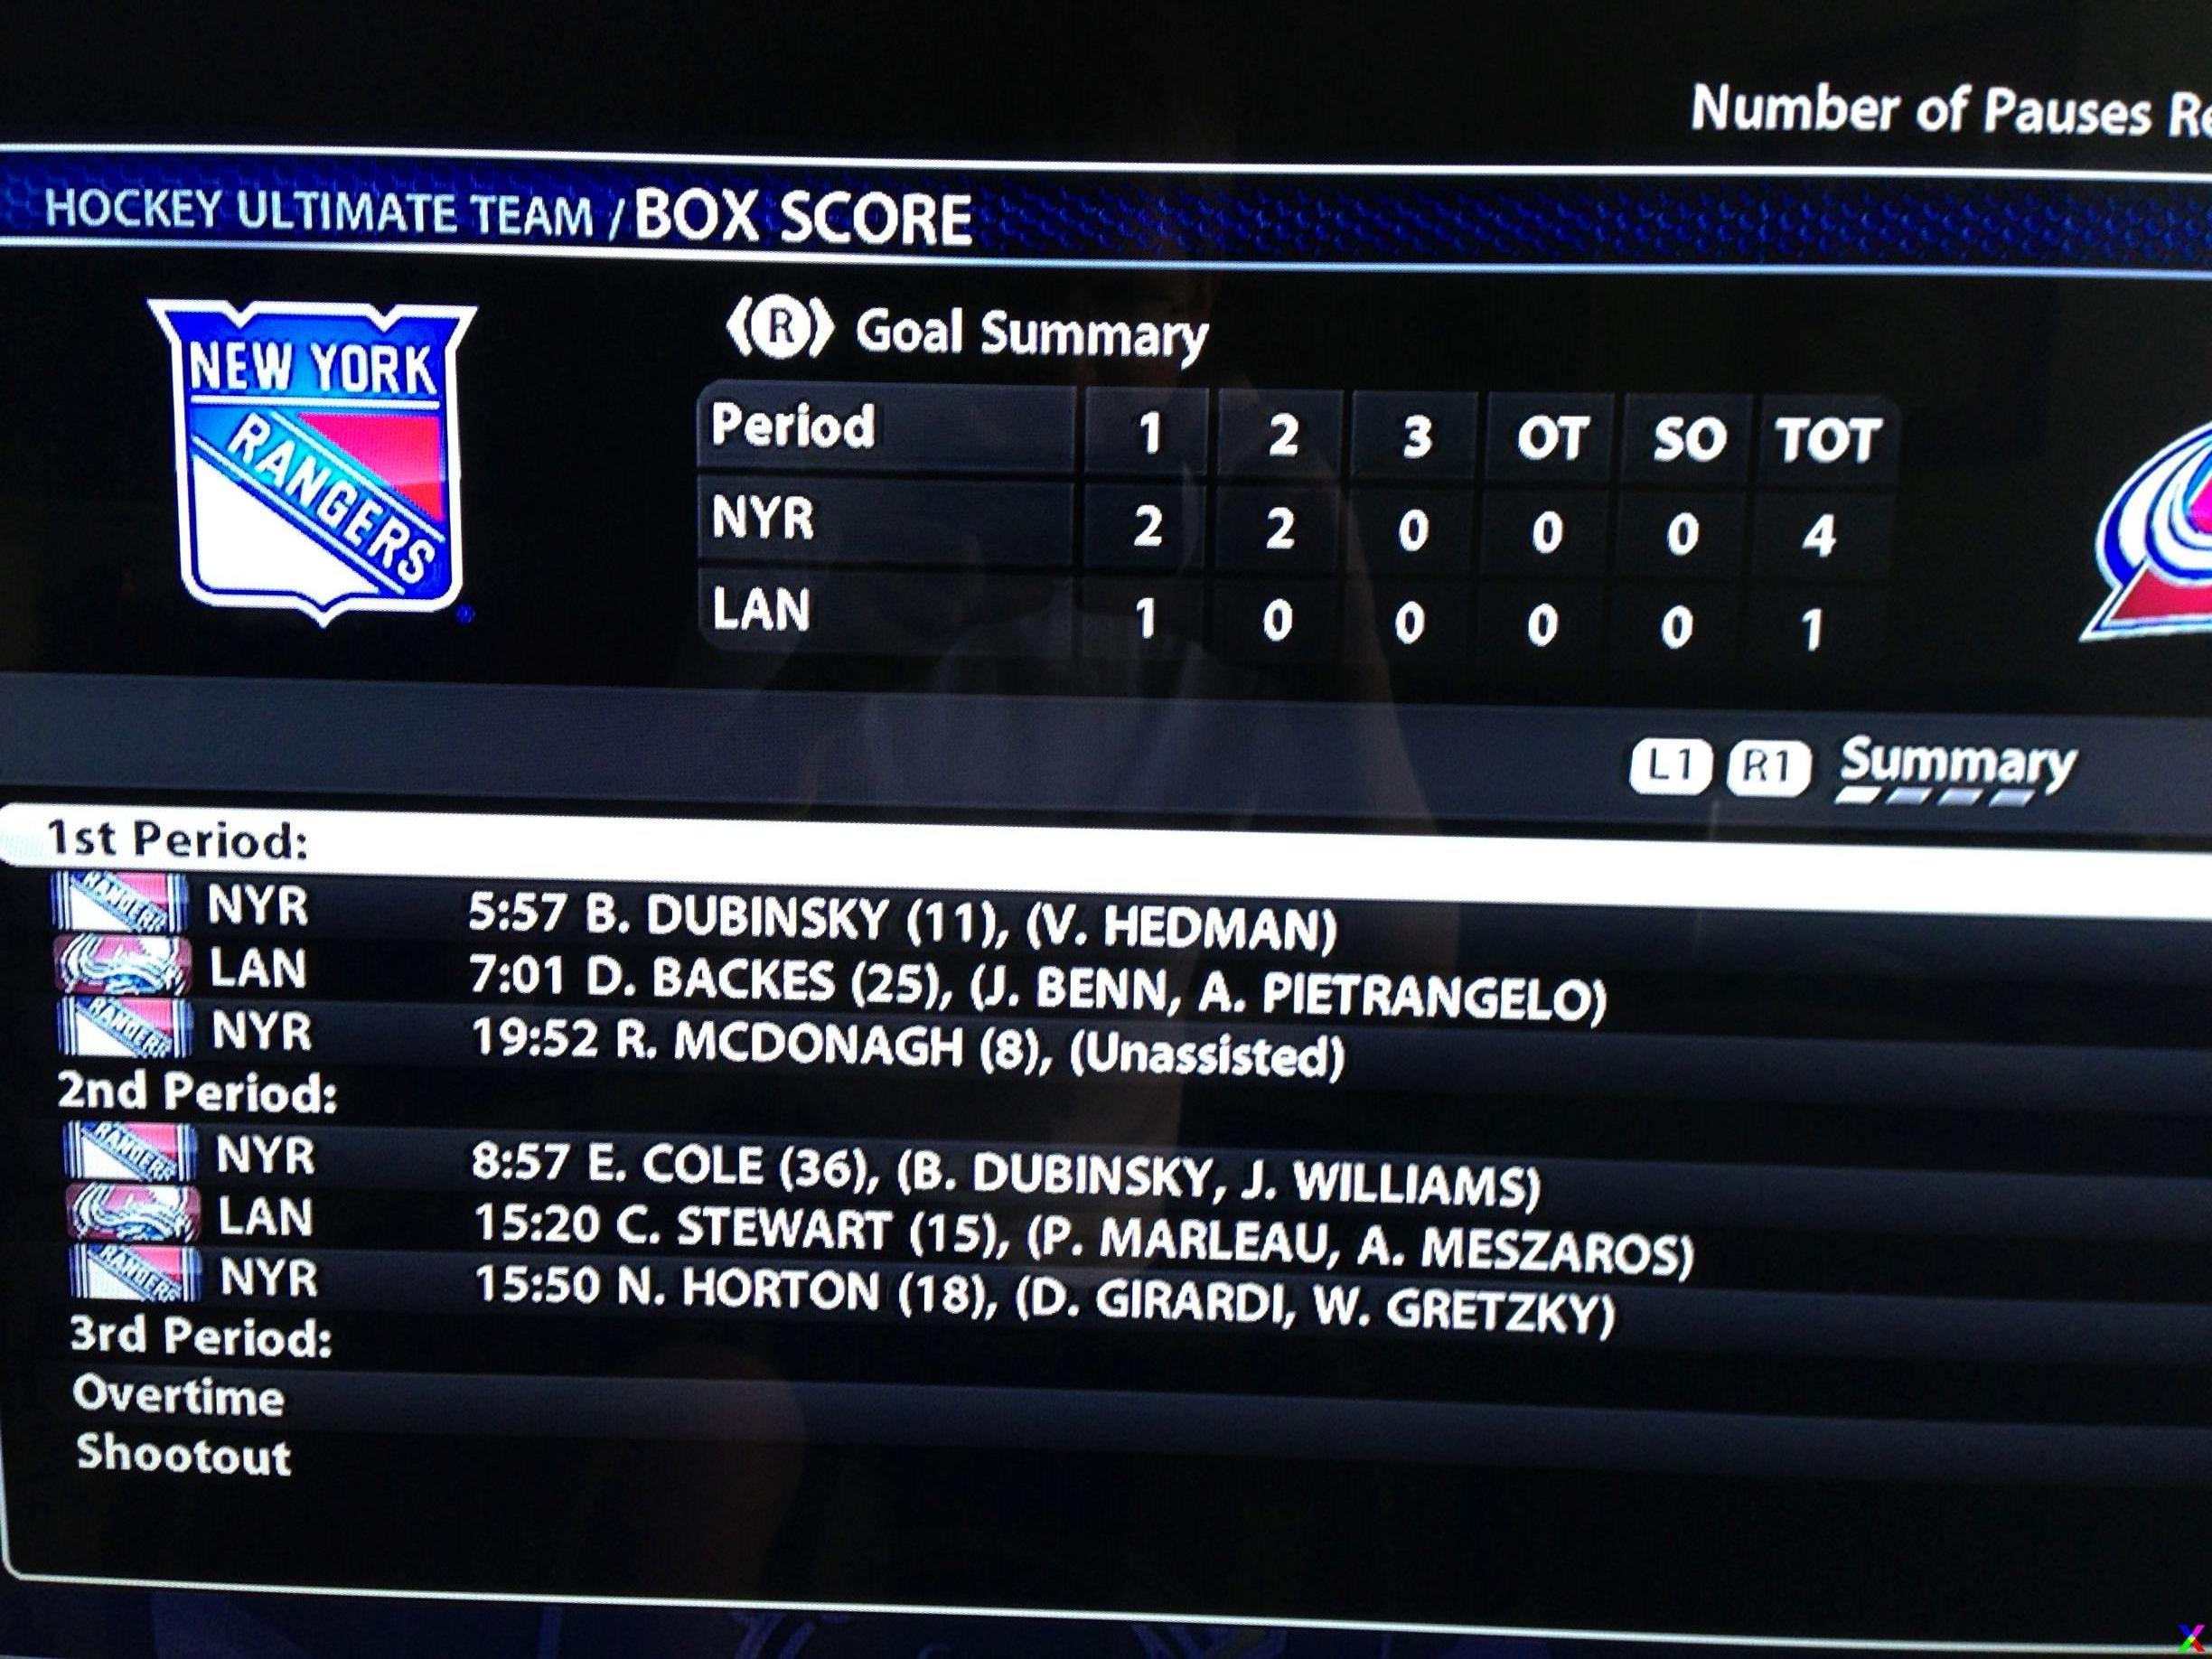 Number of Pauses Re
HOCKEY ULTIMATE TEAM / BOX SCORE
NEW YORK
RANGERS
R Goal Summary
Period 1 2 3 OT SO TOT
NYR 2 2 0 0 0 4
LAN 1 0 0 0 0 1
L1 R1 Summary
1st Period:
RANGERS NYR 5:57 B. DUBINSKY (11), (V. HEDMAN)
LAN 7:01 D. BACKES (25), (J. BENN, A. PIETRANGELO)
RANGERS NYR 19:52 R. MCDONAGH (8), (Unassisted)
2nd Period:
RANGERS NYR 8:57 E. COLE (36), (B. DUBINSKY, J. WILLIAMS)
LAN 15:20 C. STEWART (15), (P. MARLEAU, A. MESZAROS)
RANGERS NYR 15:50 N. HORTON (18), (D. GIRARDI, W. GRETZKY)
3rd Period:
Overtime
Shootout
X